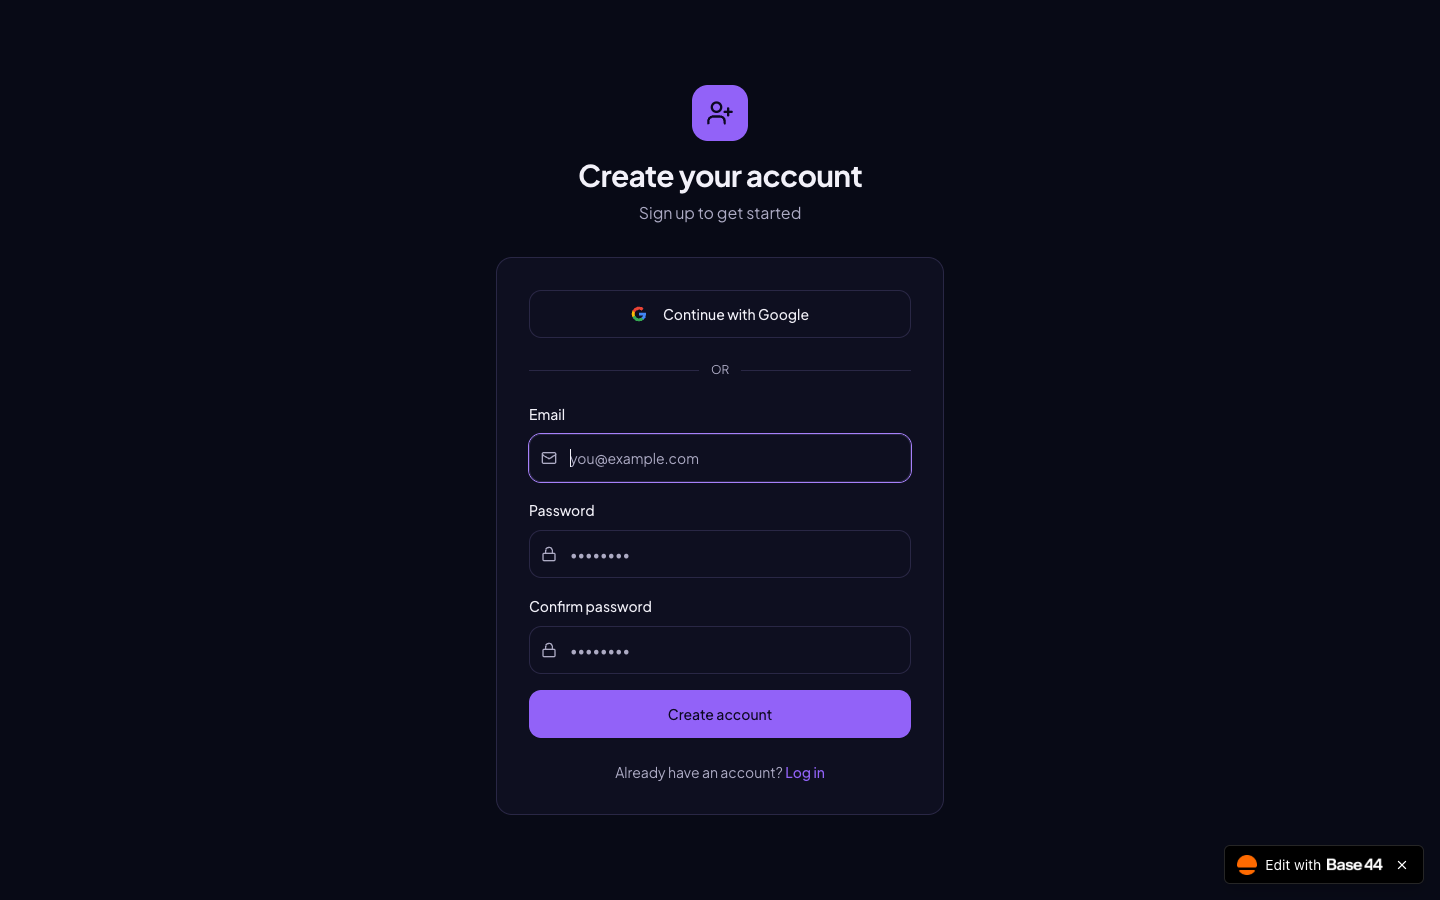 Create your account
Sign up to get started
Continue with Google
OR
Email
you@example.com
Password
••••••••
Confirm password
••••••••
Create account
Already have an account? Log in
Edit with Base44 ×